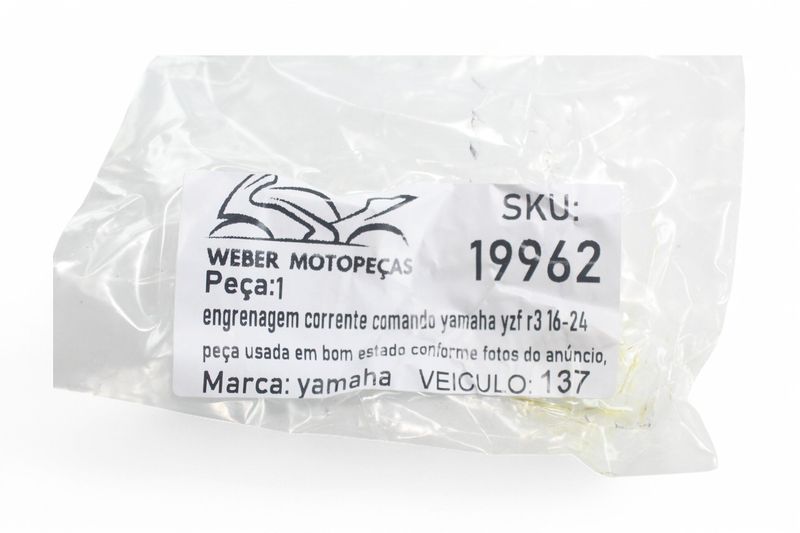 WEBER MOTOPEÇAS
SKU:
19962
Peça:1
engrenagem corrente comando yamaha yzf r3 16-24
peça usada em bom estado conforme fotos do anúncio,
Marca: yamaha VEICULO: 137